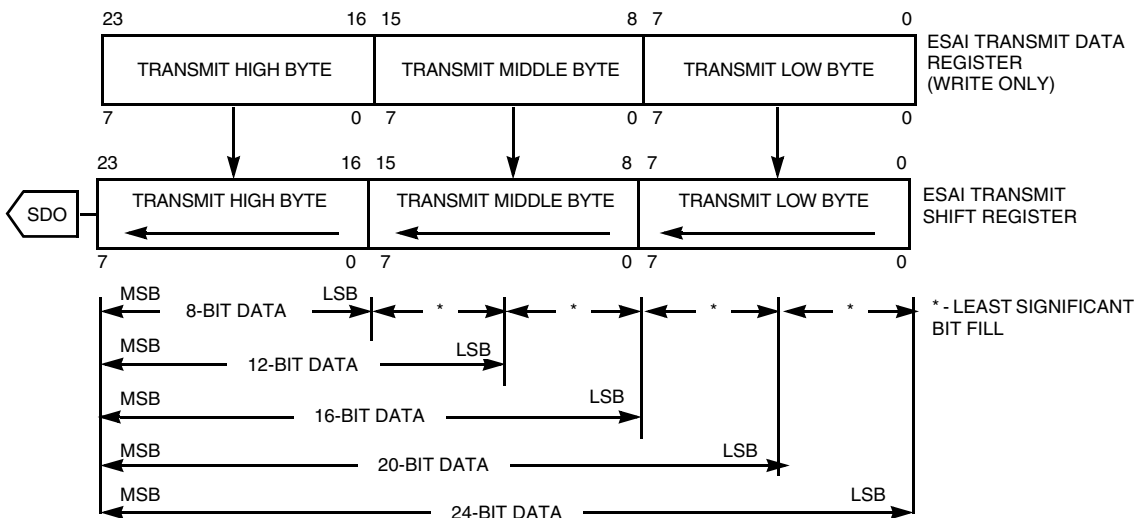 23 16 15 8 7 0
TRANSMIT HIGH BYTE TRANSMIT MIDDLE BYTE TRANSMIT LOW BYTE
ESAI TRANSMIT DATA
REGISTER
(WRITE ONLY)
7 0 7 0 7 0
23 16 15 8 7 0
SDO
TRANSMIT HIGH BYTE TRANSMIT MIDDLE BYTE TRANSMIT LOW BYTE
ESAI TRANSMIT
SHIFT REGISTER
7 0 7 0 7 0
MSB LSB
8-BIT DATA * * * *
* - LEAST SIGNIFICANT
BIT FILL
MSB LSB
12-BIT DATA
MSB LSB
16-BIT DATA
MSB LSB
20-BIT DATA
MSB LSB
24-BIT DATA